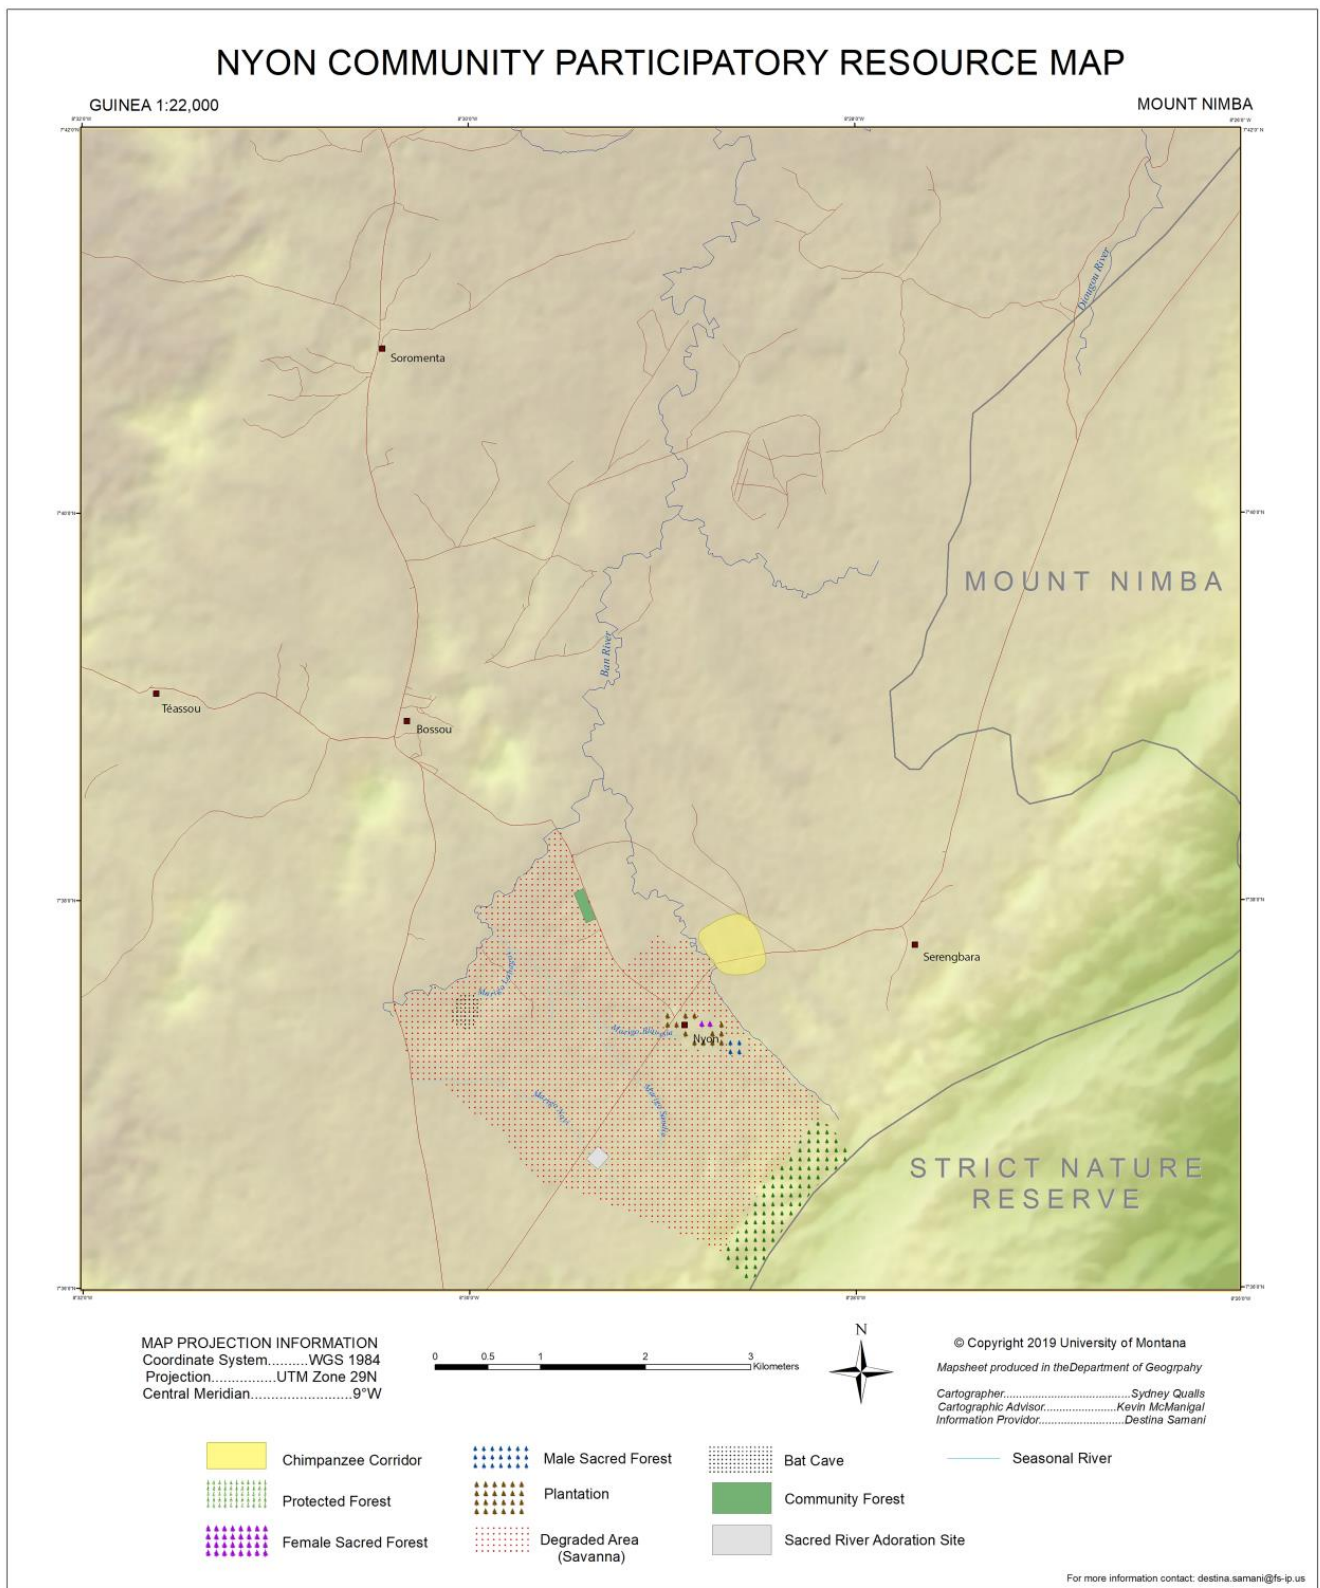 NYON COMMUNITY PARTICIPATORY RESOURCE MAP
GUINEA 1:22,000
MOUNT NIMBA
Diougou River
Soromenta
MOUNT NIMBA
Ban River
Téassou
Bossou
Serengbara
Nyon
STRICT NATURE
RESERVE
MAP PROJECTION INFORMATION
Coordinate System..........WGS 1984
Projection................UTM Zone 29N
Central Meridian.........................9°W
0 0.5 1 2 3
Kilometers
N
© Copyright 2019 University of Montana
Mapsheet produced in theDepartment of Geogrpahy
Cartographer.......................................Sydney Qualls
Cartographic Advisor......................Kevin McManigal
Information Providor..........................Destina Samani
Chimpanzee Corridor
Male Sacred Forest
Bat Cave
Seasonal River
Protected Forest
Plantation
Community Forest
Female Sacred Forest
Degraded Area
(Savanna)
Sacred River Adoration Site
For more information contact: destina.samani@fs-ip.us